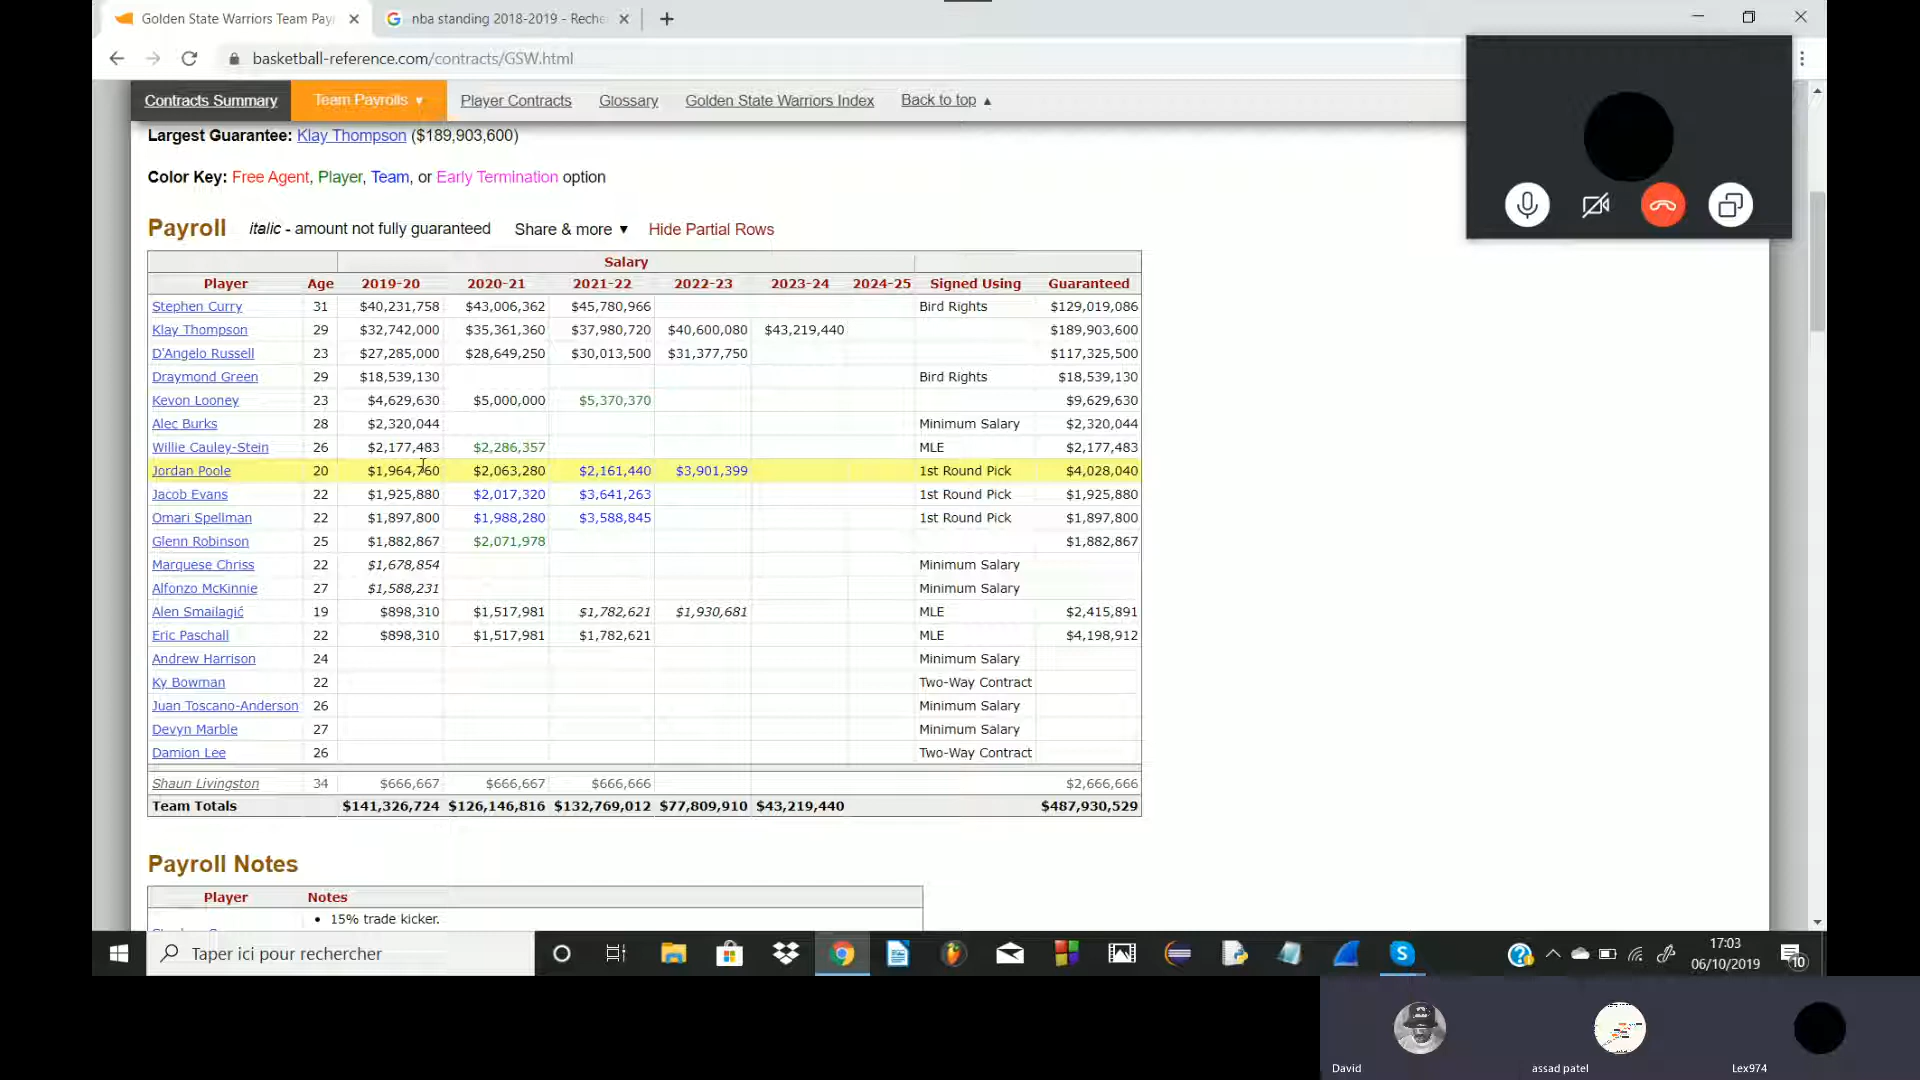 Golden State Warriors Team Pay
nba standing 2018-2019 - Reche
basketball-reference.com/contracts/GSW.html
Contracts Summary Team Payrolls ▼ Player Contracts Glossary Golden State Warriors Index Back to top ▲
Largest Guarantee: Klay Thompson ($189,903,600)
Color Key: Free Agent, Player, Team, or Early Termination option
Payroll italic - amount not fully guaranteed Share & more ▼ Hide Partial Rows
Salary
Player Age 2019-20 2020-21 2021-22 2022-23 2023-24 2024-25 Signed Using Guaranteed
Stephen Curry 31 $40,231,758 $43,006,362 $45,780,966 Bird Rights $129,019,086
Klay Thompson 29 $32,742,000 $35,361,360 $37,980,720 $40,600,080 $43,219,440 $189,903,600
D'Angelo Russell 23 $27,285,000 $28,649,250 $30,013,500 $31,377,750 $117,325,500
Draymond Green 29 $18,539,130 Bird Rights $18,539,130
Kevon Looney 23 $4,629,630 $5,000,000 $5,370,370 $9,629,630
Alec Burks 28 $2,320,044 Minimum Salary $2,320,044
Willie Cauley-Stein 26 $2,177,483 $2,286,357 MLE $2,177,483
Jordan Poole 20 $1,964,760 $2,063,280 $2,161,440 $3,901,399 1st Round Pick $4,028,040
Jacob Evans 22 $1,925,880 $2,017,320 $3,641,263 1st Round Pick $1,925,880
Omari Spellman 22 $1,897,800 $1,988,280 $3,588,845 1st Round Pick $1,897,800
Glenn Robinson 25 $1,882,867 $2,071,978 $1,882,867
Marquese Chriss 22 $1,678,854 Minimum Salary
Alfonzo McKinnie 27 $1,588,231 Minimum Salary
Alen Smailagić 19 $898,310 $1,517,981 $1,782,621 $1,930,681 MLE $2,415,891
Eric Paschall 22 $898,310 $1,517,981 $1,782,621 MLE $4,198,912
Andrew Harrison 24 Minimum Salary
Ky Bowman 22 Two-Way Contract
Juan Toscano-Anderson 26 Minimum Salary
Devyn Marble 27 Minimum Salary
Damion Lee 26 Two-Way Contract
Shaun Livingston 34 $666,667 $666,667 $666,666 $2,666,666
Team Totals $141,326,724 $126,146,816 $132,769,012 $77,809,910 $43,219,440 $487,930,529
Payroll Notes
Player Notes
• 15% trade kicker.
Taper ici pour rechercher
17:03
06/10/2019
10
David
assad patel
Lex974